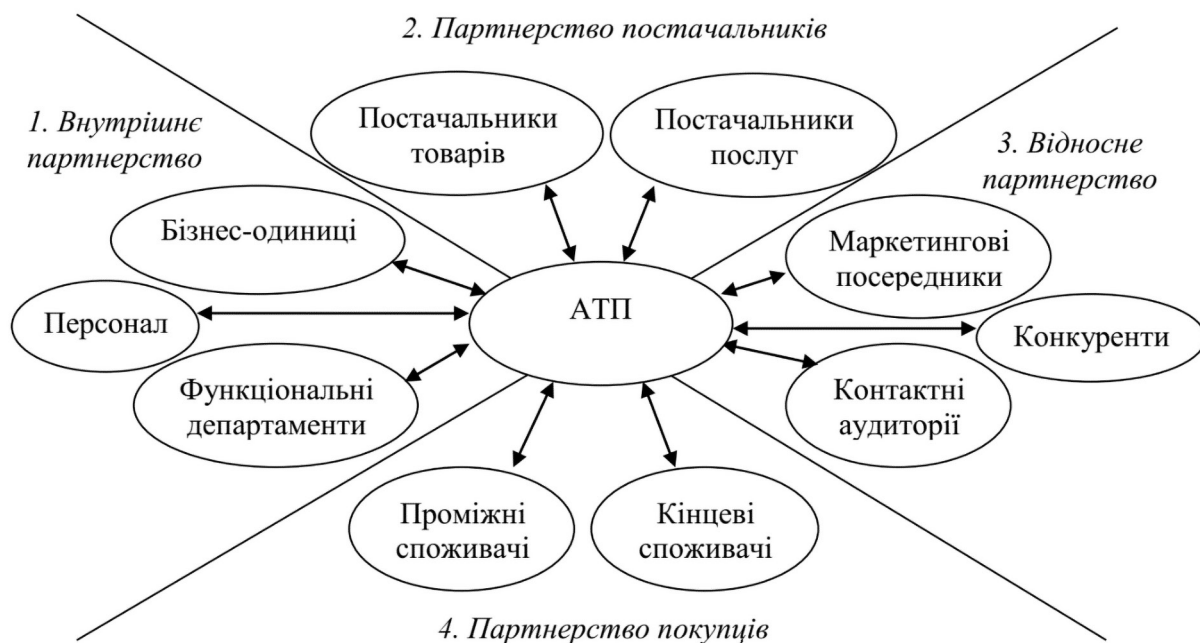 2. Партнерство постачальників
1. Внутрішнє
партнерство
Постачальники
товарів
Постачальники
послуг
3. Відносне
партнерство
Бізнес-одиниці
Маркетингові
посередники
Персонал
АТП
Конкуренти
Функціональні
департаменти
Контактні
аудиторії
Проміжні
споживачі
Кінцеві
споживачі
4. Партнерство покупців